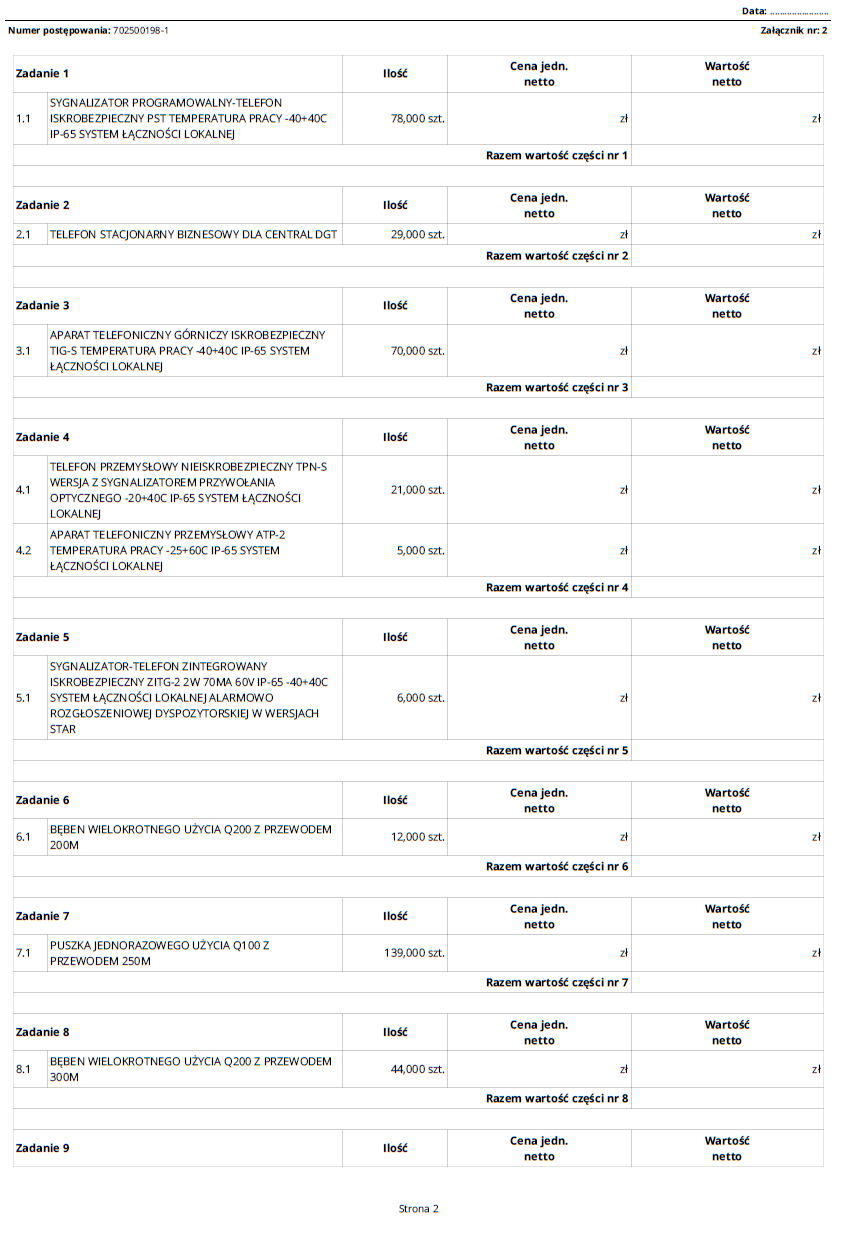 Data: ........................
Numer postępowania: 702500198-1 Załącznik nr: 2
Zadanie 1 Ilość Cena jedn. netto Wartość netto
1.1 SYGNALIZATOR PROGRAMOWALNY-TELEFON
ISKROBEZPIECZNY PST TEMPERATURA PRACY -40+40C 78,000 szt. zł zł
IP-65 SYSTEM ŁĄCZNOŚCI LOKALNEJ
Razem wartość części nr 1
Zadanie 2 Ilość Cena jedn. netto Wartość netto
2.1 TELEFON STACJONARNY BIZNESOWY DLA CENTRAL DGT 29,000 szt. zł zł
Razem wartość części nr 2
Zadanie 3 Ilość Cena jedn. netto Wartość netto
3.1 APARAT TELEFONICZNY GÓRNICZY ISKROBEZPIECZNY
TIG-S TEMPERATURA PRACY -40+40C IP-65 SYSTEM 70,000 szt. zł zł
ŁĄCZNOŚCI LOKALNEJ
Razem wartość części nr 3
Zadanie 4 Ilość Cena jedn. netto Wartość netto
4.1 TELEFON PRZEMYSŁOWY NIEISKROBEZPIECZNY TPN-S
WERSJA Z SYGNALIZATOREM PRZYWOŁANIA 21,000 szt. zł zł
OPTYCZNEGO -20+40C IP-65 SYSTEM ŁĄCZNOŚCI
LOKALNEJ
4.2 APARAT TELEFONICZNY PRZEMYSŁOWY ATP-2
TEMPERATURA PRACY -25+60C IP-65 SYSTEM 5,000 szt. zł zł
ŁĄCZNOŚCI LOKALNEJ
Razem wartość części nr 4
Zadanie 5 Ilość Cena jedn. netto Wartość netto
5.1 SYGNALIZATOR-TELEFON ZINTEGROWANY
ISKROBEZPIECZNY ZITG-2 2W 70MA 60V IP-65 -40+40C
SYSTEM ŁĄCZNOŚCI LOKALNEJ ALARMOWO 6,000 szt. zł zł
ROZGŁOSZENIOWEJ DYSPOZYTORSKIEJ W WERSJACH
STAR
Razem wartość części nr 5
Zadanie 6 Ilość Cena jedn. netto Wartość netto
6.1 BĘBEN WIELOKROTNEGO UŻYCIA Q200 Z PRZEWODEM 12,000 szt. zł zł
200M
Razem wartość części nr 6
Zadanie 7 Ilość Cena jedn. netto Wartość netto
7.1 PUSZKA JEDNORAZOWEGO UŻYCIA Q100 Z 139,000 szt. zł zł
PRZEWODEM 250M
Razem wartość części nr 7
Zadanie 8 Ilość Cena jedn. netto Wartość netto
8.1 BĘBEN WIELOKROTNEGO UŻYCIA Q200 Z PRZEWODEM 44,000 szt. zł zł
300M
Razem wartość części nr 8
Zadanie 9 Ilość Cena jedn. netto Wartość netto
Strona 2